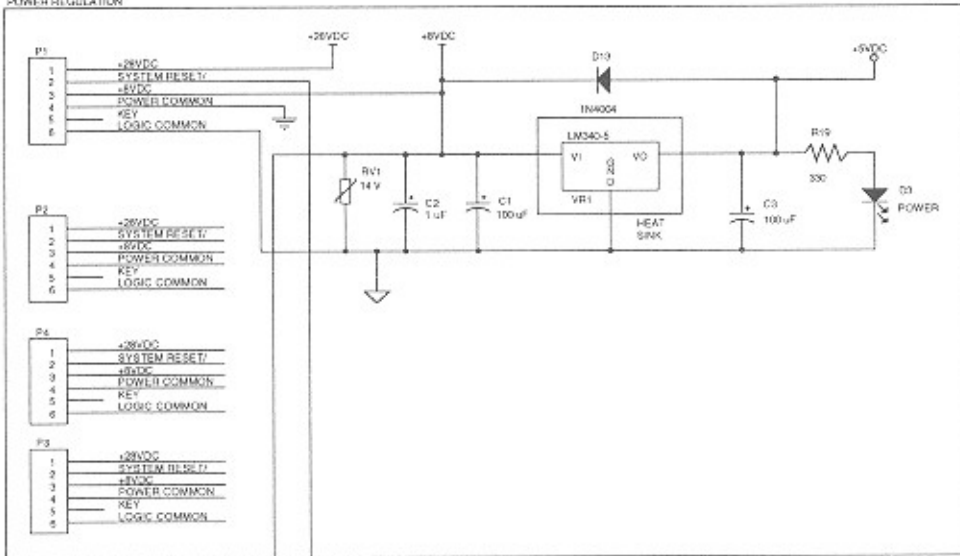 POWER REGULATION
P1
1 +28VDC
2 SYSTEM RESET/
3 +8VDC
4 POWER COMMON
5 KEY
6 LOGIC COMMON
+28VDC
+8VDC
D13
1N4004
+5VDC
LM340-5
VI
VO
GND
VR1
HEAT
SINK
RV1
14 V
C2
1 uF
C1
100 uF
C3
100 uF
R19
330
D3
POWER
P2
1 +28VDC
2 SYSTEM RESET/
3 +8VDC
4 POWER COMMON
5 KEY
6 LOGIC COMMON
P4
1 +28VDC
2 SYSTEM RESET/
3 +8VDC
4 POWER COMMON
5 KEY
6 LOGIC COMMON
P3
1 +28VDC
2 SYSTEM RESET/
3 +8VDC
4 POWER COMMON
5 KEY
6 LOGIC COMMON